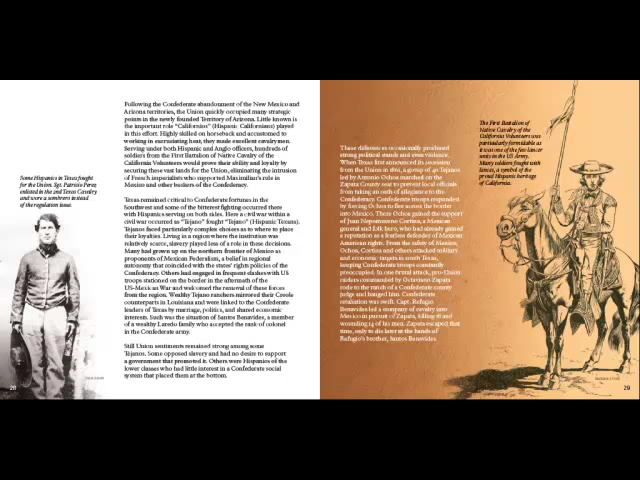 Some Hispanics in Texas fought
for the Union. Sgt. Patricio Perez
enlisted in the 2nd Texas Cavalry
and wore a sombrero instead
of the regulation issue.
Following the Confederate abandonment of the New Mexico and
Arizona territories, the Union quickly occupied many strategic
points in the newly founded Territory of Arizona. Little known is
the important role "Californios" (Hispanic Californians) played
in this effort. Highly skilled on horseback and accustomed to
working in excruciating heat, they made excellent cavalrymen.
Serving under both Hispanic and Anglo officers, hundreds of
soldiers from the First Battalion of Native Cavalry of the
California Volunteers would prove their ability and loyalty by
securing these vast lands for the Union, eliminating the intrusion
of French imperialists who supported Maximilian's role in
Mexico and other backers of the Confederacy.
Texas remained critical to Confederate fortunes in the
Southwest and some of the bitterest fighting occurred there
with Hispanics serving on both sides. Here a civil war within a
civil war occurred as "Tejano" fought "Tejano" (Hispanic Texans).
Tejanos faced particularly complex choices as to where to place
their loyalties. Living in a region where the institution was
relatively scarce, slavery played less of a role in these decisions.
Many had grown up on the northern frontier of Mexico as
proponents of Mexican Federalism, a belief in regional
autonomy that coincided with the states' rights policies of the
Confederacy. Others had engaged in frequent clashes with US
troops stationed on the border in the aftermath of the
US-Mexican War and welcomed the removal of these forces
from the region. Wealthy Tejano ranchers mirrored their Creole
counterparts in Louisiana and were linked to the Confederate
leaders of Texas by marriage, politics, and shared economic
interests. Such was the situation of Santos Benavides, a member
of a wealthy Laredo family who accepted the rank of colonel
in the Confederate army.
Still Union sentiments remained strong among some
Tejanos. Some opposed slavery and had no desire to support
a government that promoted it. Others were Hispanics of the
lower classes who had little interest in a Confederate social
system that placed them at the bottom.
28
These differences occasionally produced
strong political stands and even violence.
When Texas first announced its secession
from the Union in 1861, a group of 40 Tejanos
led by Antonio Ochoa marched on the
Zapata County seat to prevent local officials
from taking an oath of allegiance to the
Confederacy. Confederate troops responded
by forcing Ochoa to flee across the border
into Mexico. There Ochoa gained the support
of Juan Nepomuceno Cortina, a Mexican
general and folk hero, who had already gained
a reputation as a fearless defender of Mexican
American rights. From the safety of Mexico,
Ochoa, Cortina and others attacked military
and economic targets in south Texas,
keeping Confederate troops constantly
preoccupied. In one brutal attack, pro-Union
raiders commanded by Octaviano Zapata
rode to the ranch of a Confederate county
judge and hanged him. Confederate
retaliation was swift. Capt. Refugio
Benavides led a company of cavalry into
Mexico in pursuit of Zapata, killing 18 and
wounding 14 of his men. Zapata escaped that
time, only to die later at the hands of
Refugio's brother, Santos Benavides.
The First Battalion of
Native Cavalry of the
California Volunteers was
particularly formidable as
it was one of the few lancer
units in the US Army.
Many soldiers fought with
lances, a symbol of the
proud Hispanic heritage
of California.
29